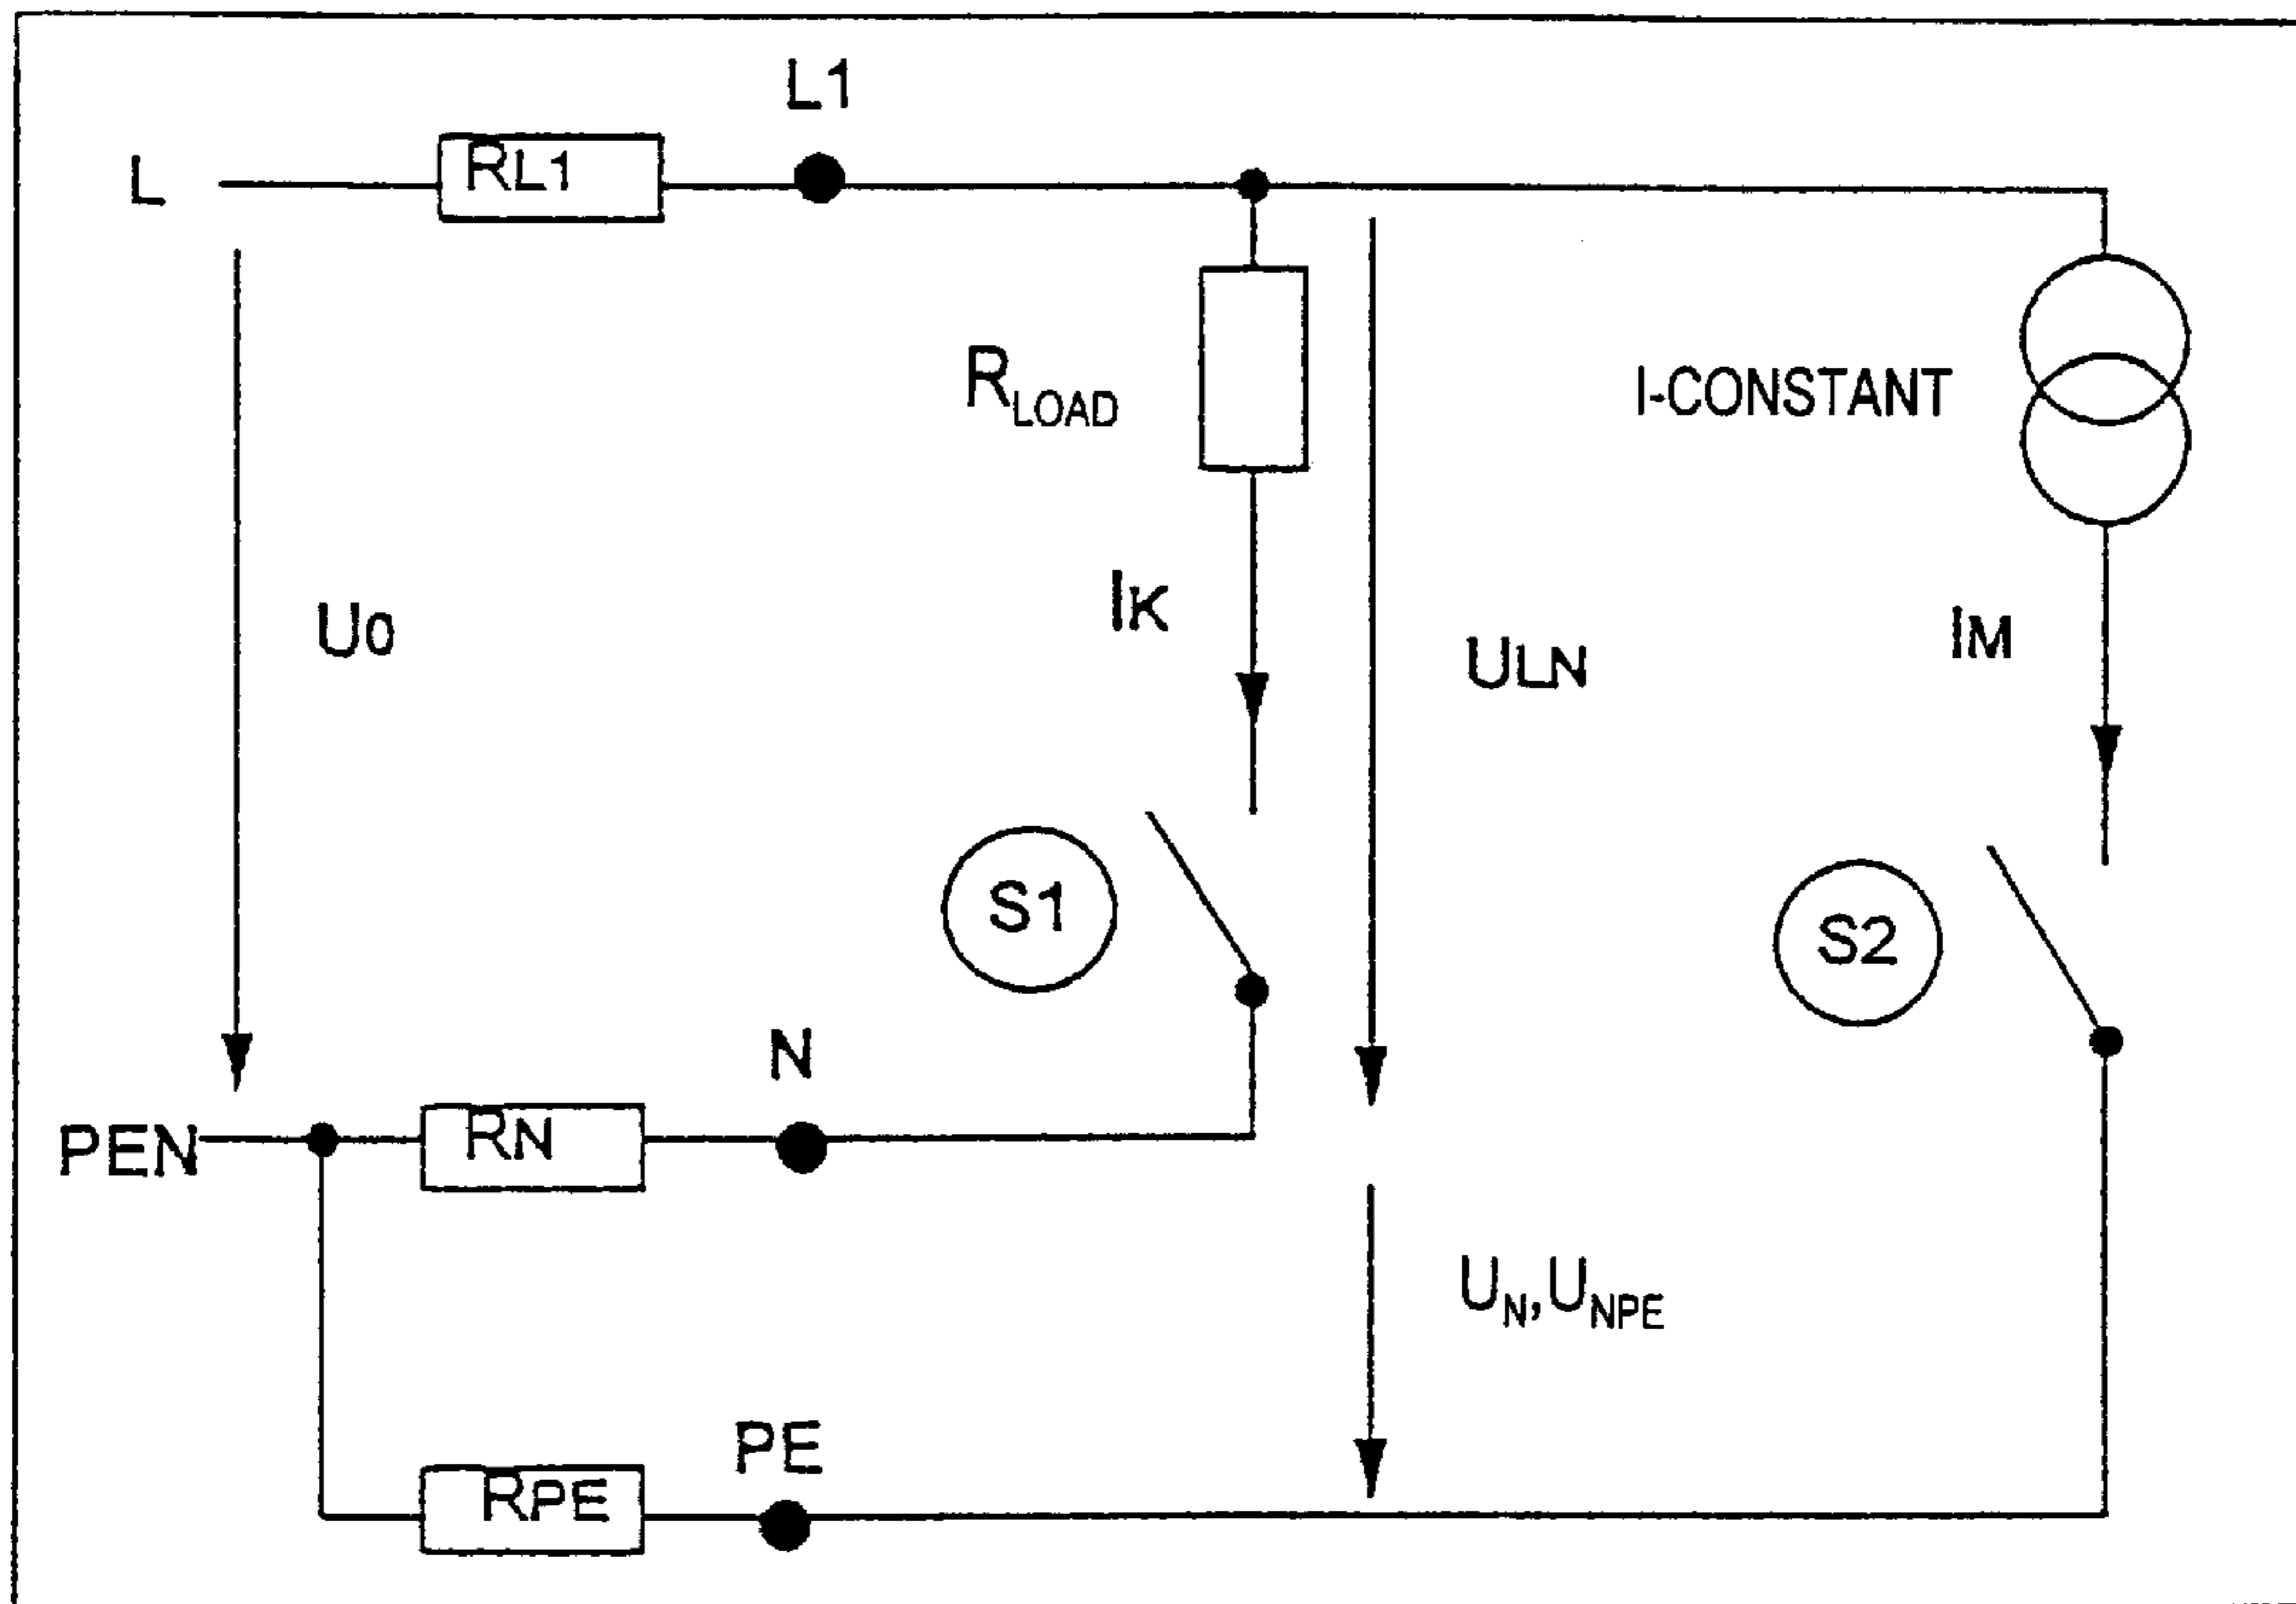 L1
L
RL1
RLOAD
I-CONSTANT
IK
U0
ULN
IM
S1
S2
N
PEN
RN
UN, UNPE
PE
RPE